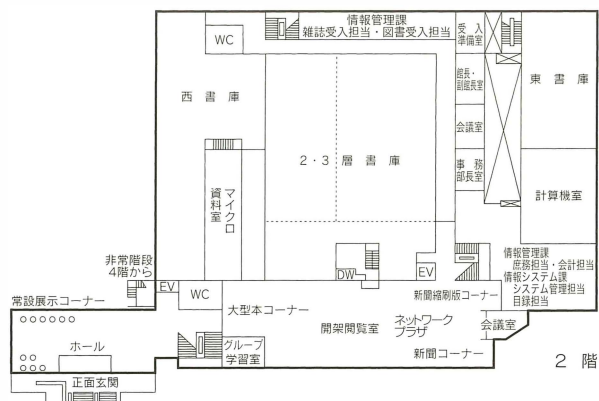 情報管理課
雑誌受入担当・図書受入担当
受入
準備室
WC
館長・
副館長室
東書庫
西書庫
会議室
2・3層書庫
事務
部長室
マイクロ
資料室
計算機室
非常階段
4階から
情報管理課
庶務担当・会計担当
情報システム課
システム管理担当
目録担当
DW
EV
EV
WC
常設展示コーナー
大型本コーナー
新聞縮刷版コーナー
開架閲覧室
ネットワーク
プラザ
会議室
ホール
グループ
学習室
新聞コーナー
2階
正面玄関